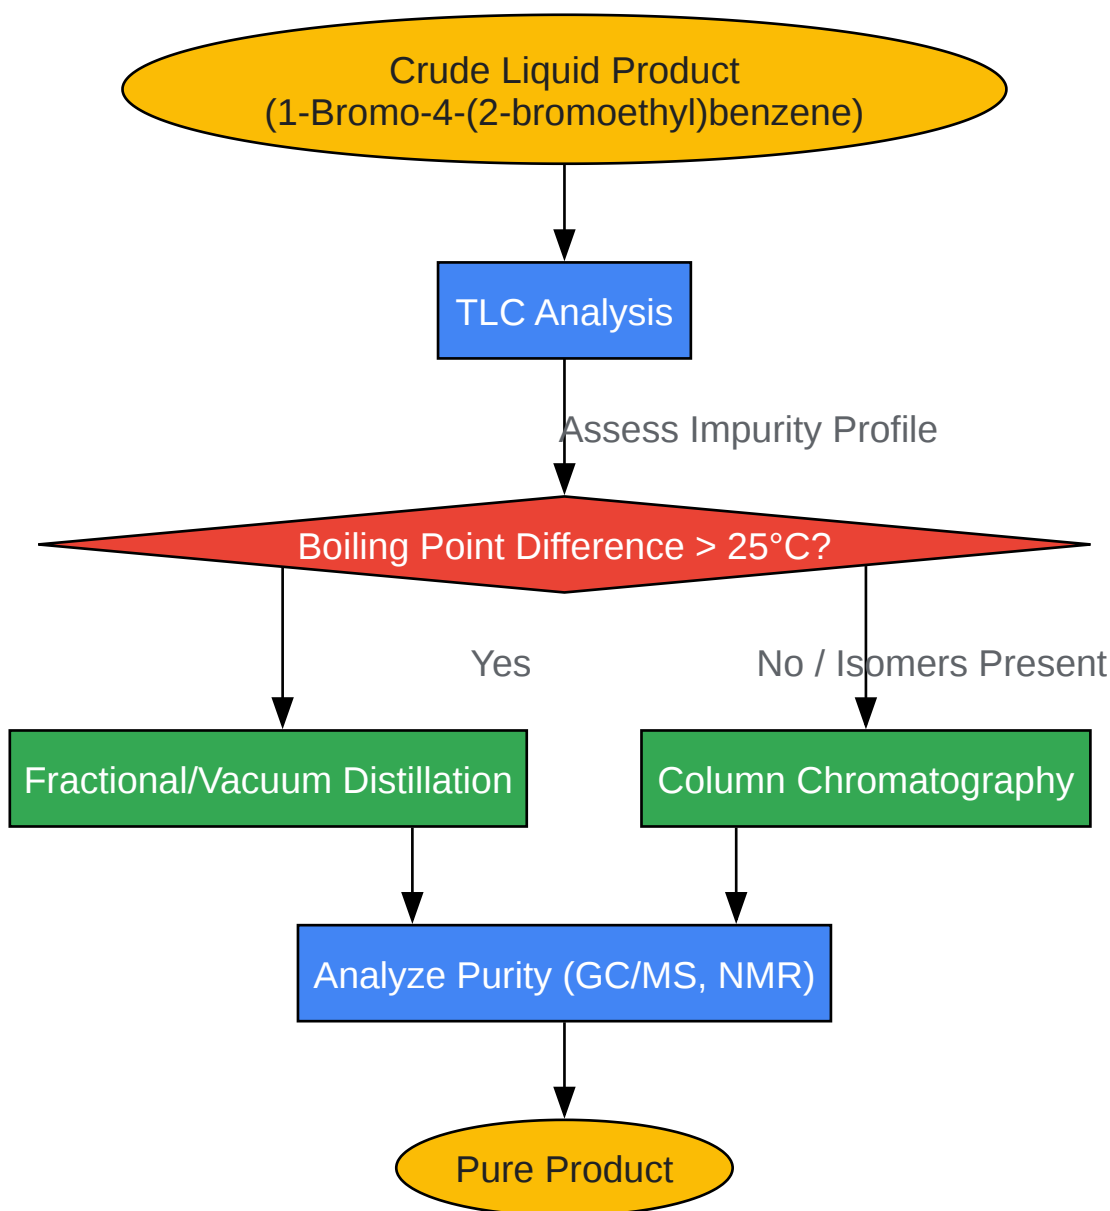 Crude Liquid Product
(1-Bromo-4-(2-bromoethyl)benzene)
TLC Analysis
Assess Impurity Profile
Boiling Point Difference > 25°C?
Yes
No / Isomers Present
Fractional/Vacuum Distillation
Column Chromatography
Analyze Purity (GC/MS, NMR)
Pure Product